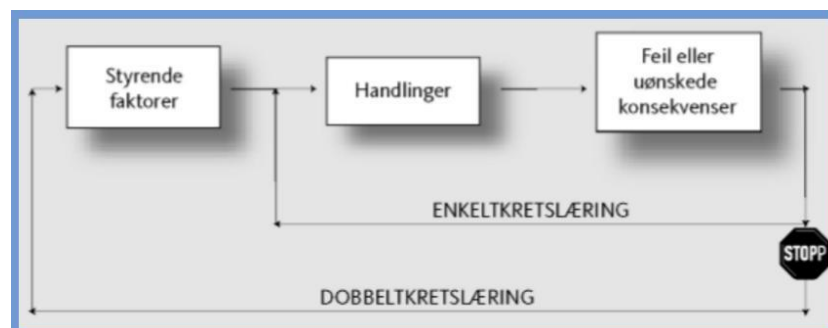 Styrende
faktorer
Handlinger
Feil eller
uønskede
konsekvenser
ENKELTKRETSLÆRING
STOPP
DOBBELTKRETSLÆRING